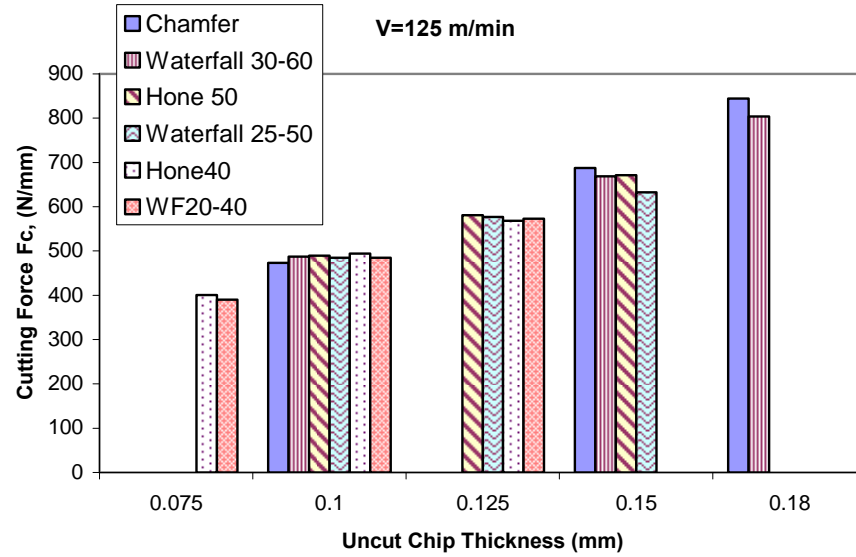 V=125 m/min
Chamfer
Waterfall 30-60
Hone 50
Waterfall 25-50
Hone40
WF20-40
Cutting Force Fc, (N/mm)
900
800
700
600
500
400
300
200
100
0
0.075 0.1 0.125 0.15 0.18
Uncut Chip Thickness (mm)